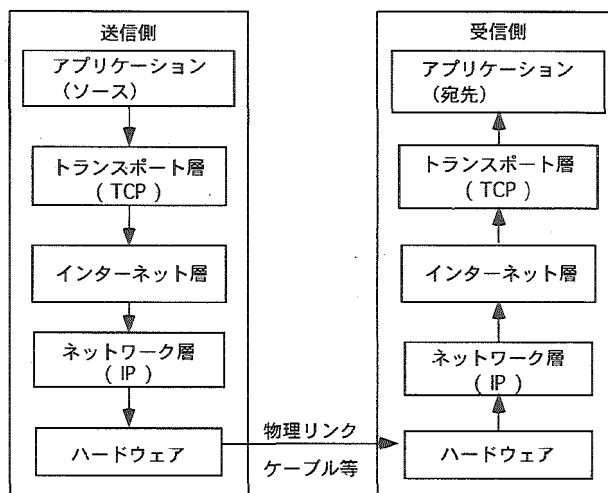 送信側
アプリケーション
(ソース)
トランスポート層
( TCP )
インターネット層
ネットワーク層
( IP )
ハードウェア
物理リンク
ケーブル等
受信側
アプリケーション
(宛先)
トランスポート層
( TCP )
インターネット層
ネットワーク層
( IP )
ハードウェア